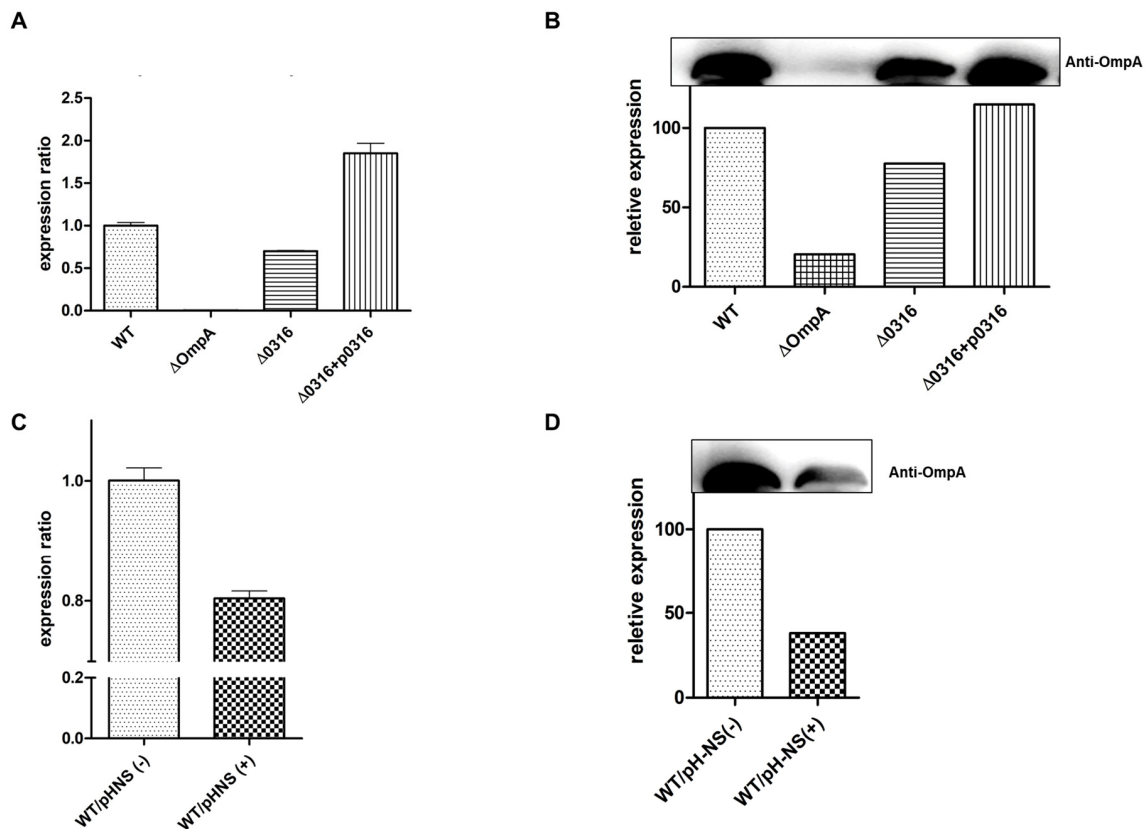 A
expression ratio
2.5
2.0
1.5
1.0
0.5
0.0
WT
ΔOmpA
Δ0316
Δ0316+p0316
B
Anti-OmpA
reletive expression
100
50
0
WT
ΔOmpA
Δ0316
Δ0316+p0316
C
expression ratio
1.0
0.8
0.2
0.0
WT/pHNS (-)
WT/pHNS (+)
D
Anti-OmpA
reletive expression
100
50
0
WT/pH-NS(-)
WT/pH-NS(+)